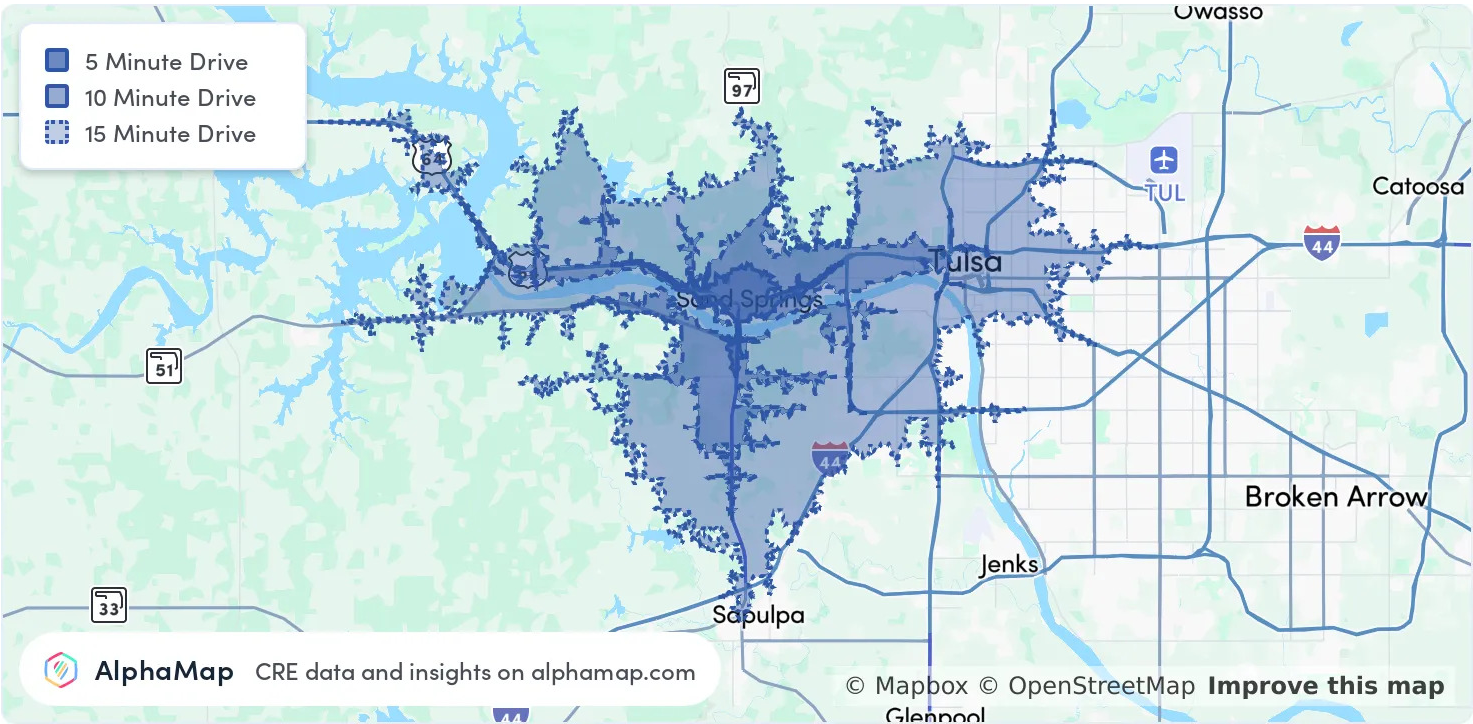 Owasso
5 Minute Drive
10 Minute Drive
15 Minute Drive
97
64
TUL
Catoosa
44
Tulsa
Sand Springs
51
44
Broken Arrow
Jenks
33
Sapulpa
AlphaMap CRE data and insights on alphamap.com
© Mapbox © OpenStreetMap Improve this map
44
Glenpool